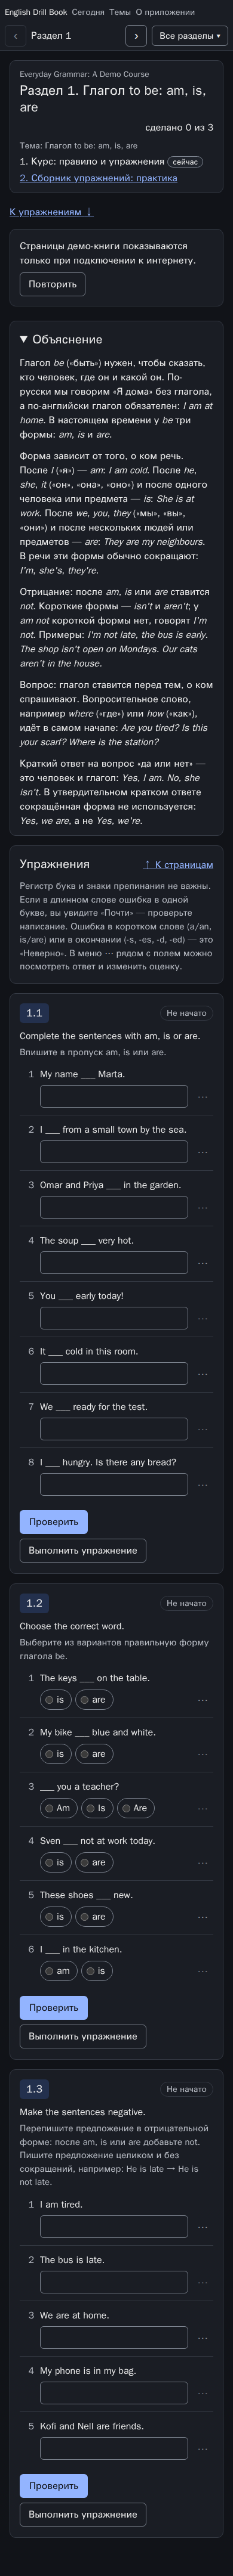 English Drill Book Сегодня Темы О приложении
‹ Раздел 1 › Все разделы ▾
Everyday Grammar: A Demo Course
Раздел 1. Глагол to be: am, is,
are
сделано 0 из 3
Тема: Глагол to be: am, is, are
1. Курс: правило и упражнения сейчас
2. Сборник упражнений: практика
К упражнениям ↓
Страницы демо-книги показываются
только при подключении к интернету.
Повторить
▼ Объяснение
Глагол be («быть») нужен, чтобы сказать,
кто человек, где он и какой он. По-
русски мы говорим «Я дома» без глагола,
а по-английски глагол обязателен: I am at
home. В настоящем времени у be три
формы: am, is и are.
Форма зависит от того, о ком речь.
После I («я») — am: I am cold. После he,
she, it («он», «она», «оно») и после одного
человека или предмета — is: She is at
work. После we, you, they («мы», «вы»,
«они») и после нескольких людей или
предметов — are: They are my neighbours.
В речи эти формы обычно сокращают:
I'm, she's, they're.
Отрицание: после am, is или are ставится
not. Короткие формы — isn't и aren't; у
am not короткой формы нет, говорят I'm
not. Примеры: I'm not late, the bus is early.
The shop isn't open on Mondays. Our cats
aren't in the house.
Вопрос: глагол ставится перед тем, о ком
спрашивают. Вопросительное слово,
например where («где») или how («как»),
идёт в самом начале: Are you tired? Is this
your scarf? Where is the station?
Краткий ответ на вопрос «да или нет» —
это человек и глагол: Yes, I am. No, she
isn't. В утвердительном кратком ответе
сокращённая форма не используется:
Yes, we are, а не Yes, we're.
Упражнения ↑ К страницам
Регистр букв и знаки препинания не важны.
Если в длинном слове ошибка в одной
букве, вы увидите «Почти» — проверьте
написание. Ошибка в коротком слове (a/an,
is/are) или в окончании (-s, -es, -d, -ed) — это
«Неверно». В меню ··· рядом с полем можно
посмотреть ответ и изменить оценку.
1.1 Не начато
Complete the sentences with am, is or are.
Впишите в пропуск am, is или are.
1 My name ___ Marta.
···
2 I ___ from a small town by the sea.
···
3 Omar and Priya ___ in the garden.
···
4 The soup ___ very hot.
···
5 You ___ early today!
···
6 It ___ cold in this room.
···
7 We ___ ready for the test.
···
8 I ___ hungry. Is there any bread?
···
Проверить
Выполнить упражнение
1.2 Не начато
Choose the correct word.
Выберите из вариантов правильную форму
глагола be.
1 The keys ___ on the table.
is are ···
2 My bike ___ blue and white.
is are ···
3 ___ you a teacher?
Am Is Are ···
4 Sven ___ not at work today.
is are ···
5 These shoes ___ new.
is are ···
6 I ___ in the kitchen.
am is ···
Проверить
Выполнить упражнение
1.3 Не начато
Make the sentences negative.
Перепишите предложение в отрицательной
форме: после am, is или are добавьте not.
Пишите предложение целиком и без
сокращений, например: He is late → He is
not late.
1 I am tired.
···
2 The bus is late.
···
3 We are at home.
···
4 My phone is in my bag.
···
5 Kofi and Nell are friends.
···
Проверить
Выполнить упражнение